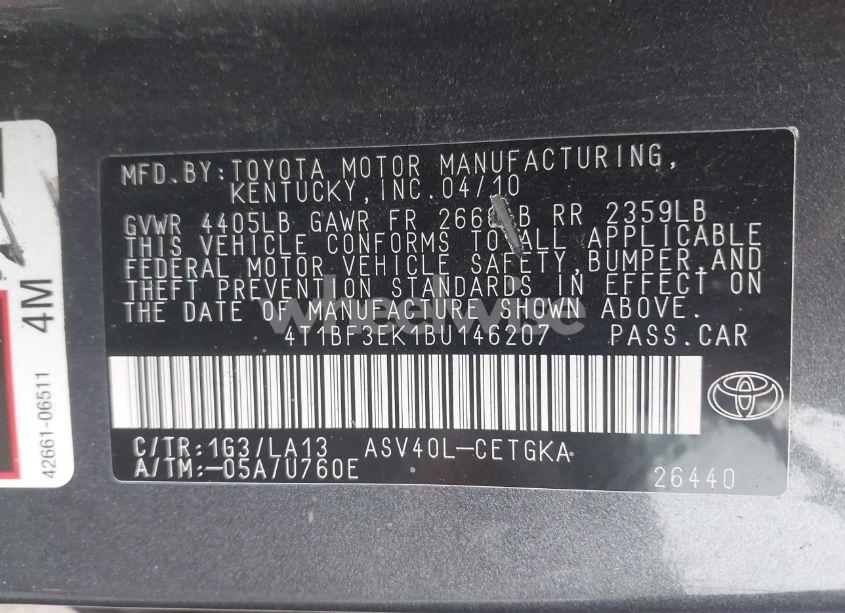 MFD.BY: TOYOTA MOTOR MANUFACTURING,
KENTUCKY, INC. 04/10
GVWR 4405LB GAWR FR RR 2359LB
THIS VEHICLE CONFORMS TO ALL APPLICABLE
FEDERAL MOTOR VEHICLE SAFETY, BUMPER, AND
THEFT PREVENTION STANDARDS IN EFFECT ON
THE DATE OF MANUFACTURE SHOWN ABOVE.
4T1BF3EK1BU146207 PASS.CAR
C/TR:1G3/LA13 ASV40L-CETGKA
A/TM:-05A/U760E
26440
4M
42661-06511
wheelwise